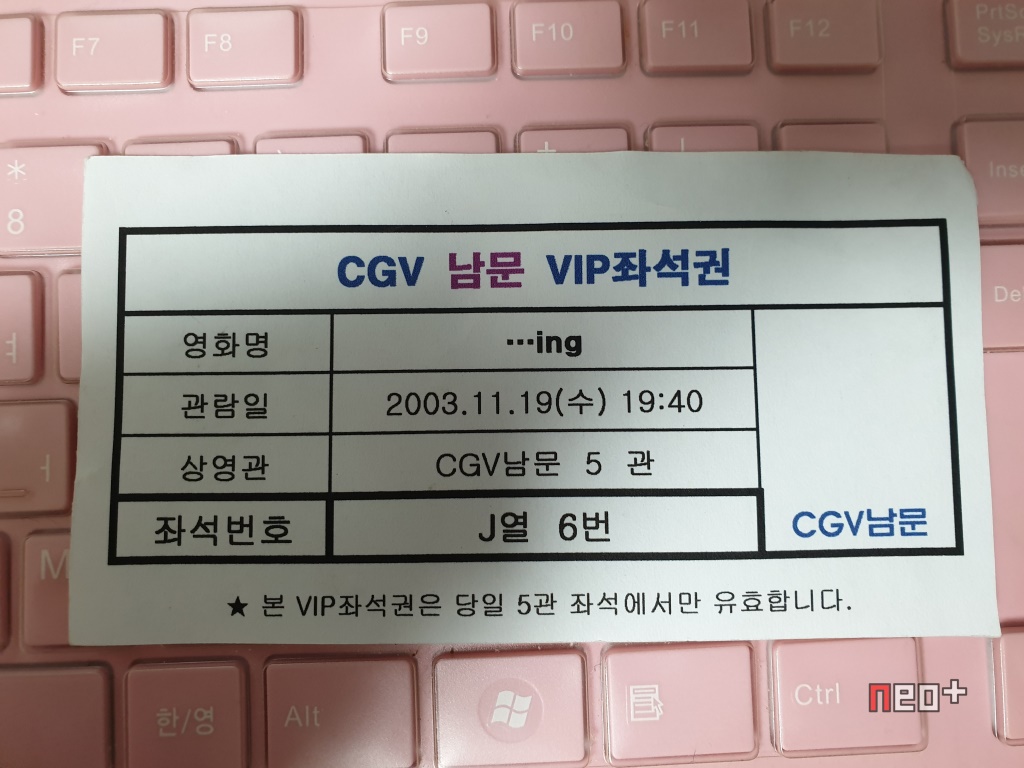 F7 F8 F9 F10 F11 F12 PrtSc
SysR
*
8
Inse
Del
CGV 남문 VIP좌석권
영화명 …ing
관람일 2003.11.19(수) 19:40
상영관 CGV남문 5 관
좌석번호 J열 6번 CGV남문
★ 본 VIP좌석권은 당일 5관 좌석에서만 유효합니다.
M
한/영 Alt Ctrl neo+